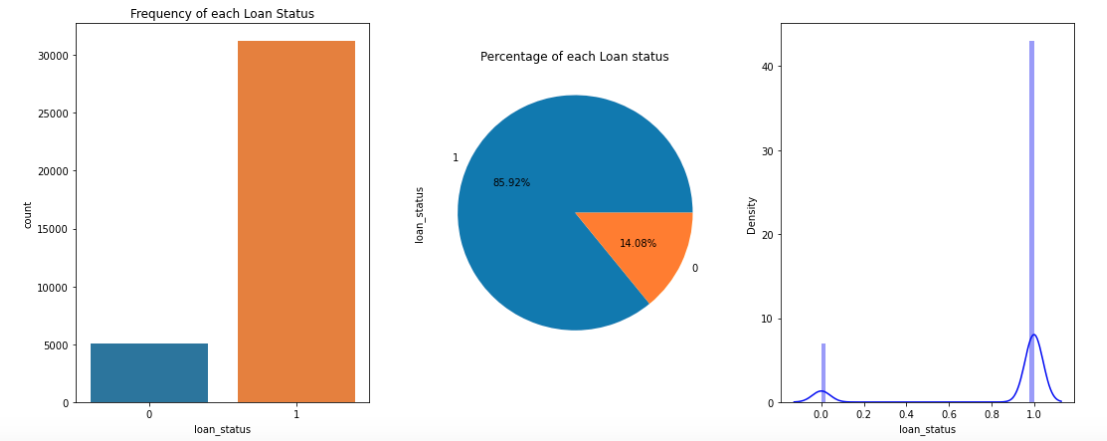 Frequency of each Loan Status
30000
25000
20000
15000
10000
5000
0
count
0 1
loan_status
Percentage of each Loan status
loan_status
1
85.92%
14.08%
0
40
30
20
10
0
Density
0.0 0.2 0.4 0.6 0.8 1.0
loan_status